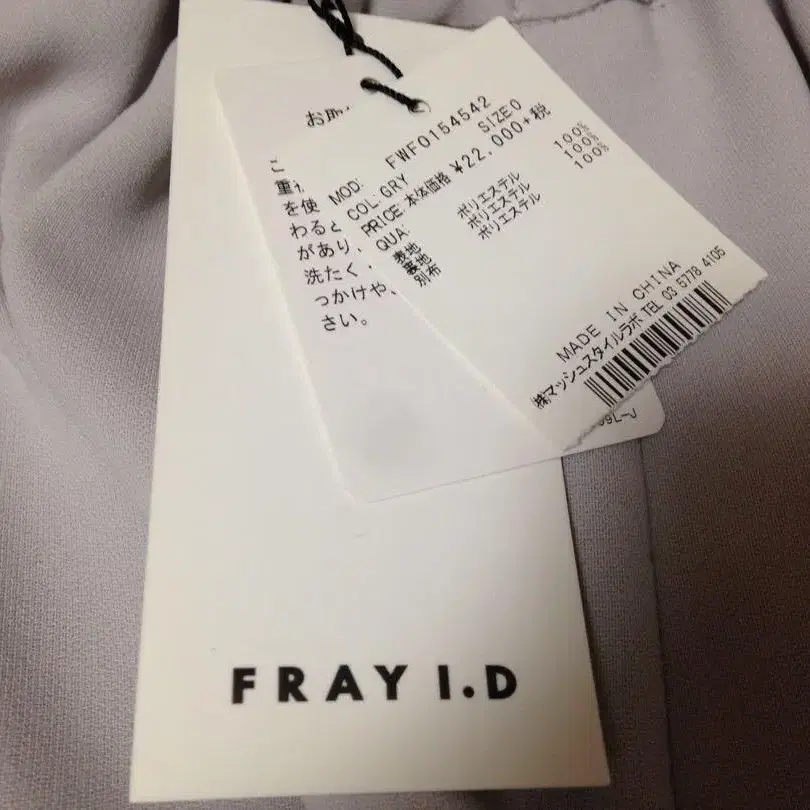 お取
こ
重ね
を使
わると
があり、
洗たく、
っかけや、
さい。
MOD: FWF0154542
COL:GRY SIZE0
PRICE:本体価格 ¥22,000+税
QUA:
表地 ポリエステル 100%
裏地 ポリエステル 100%
別布 ポリエステル 100%
MADE IN CHINA
㈱マッシュスタイルラボ TEL 03 5778 4105
9L-J
FRAY I.D